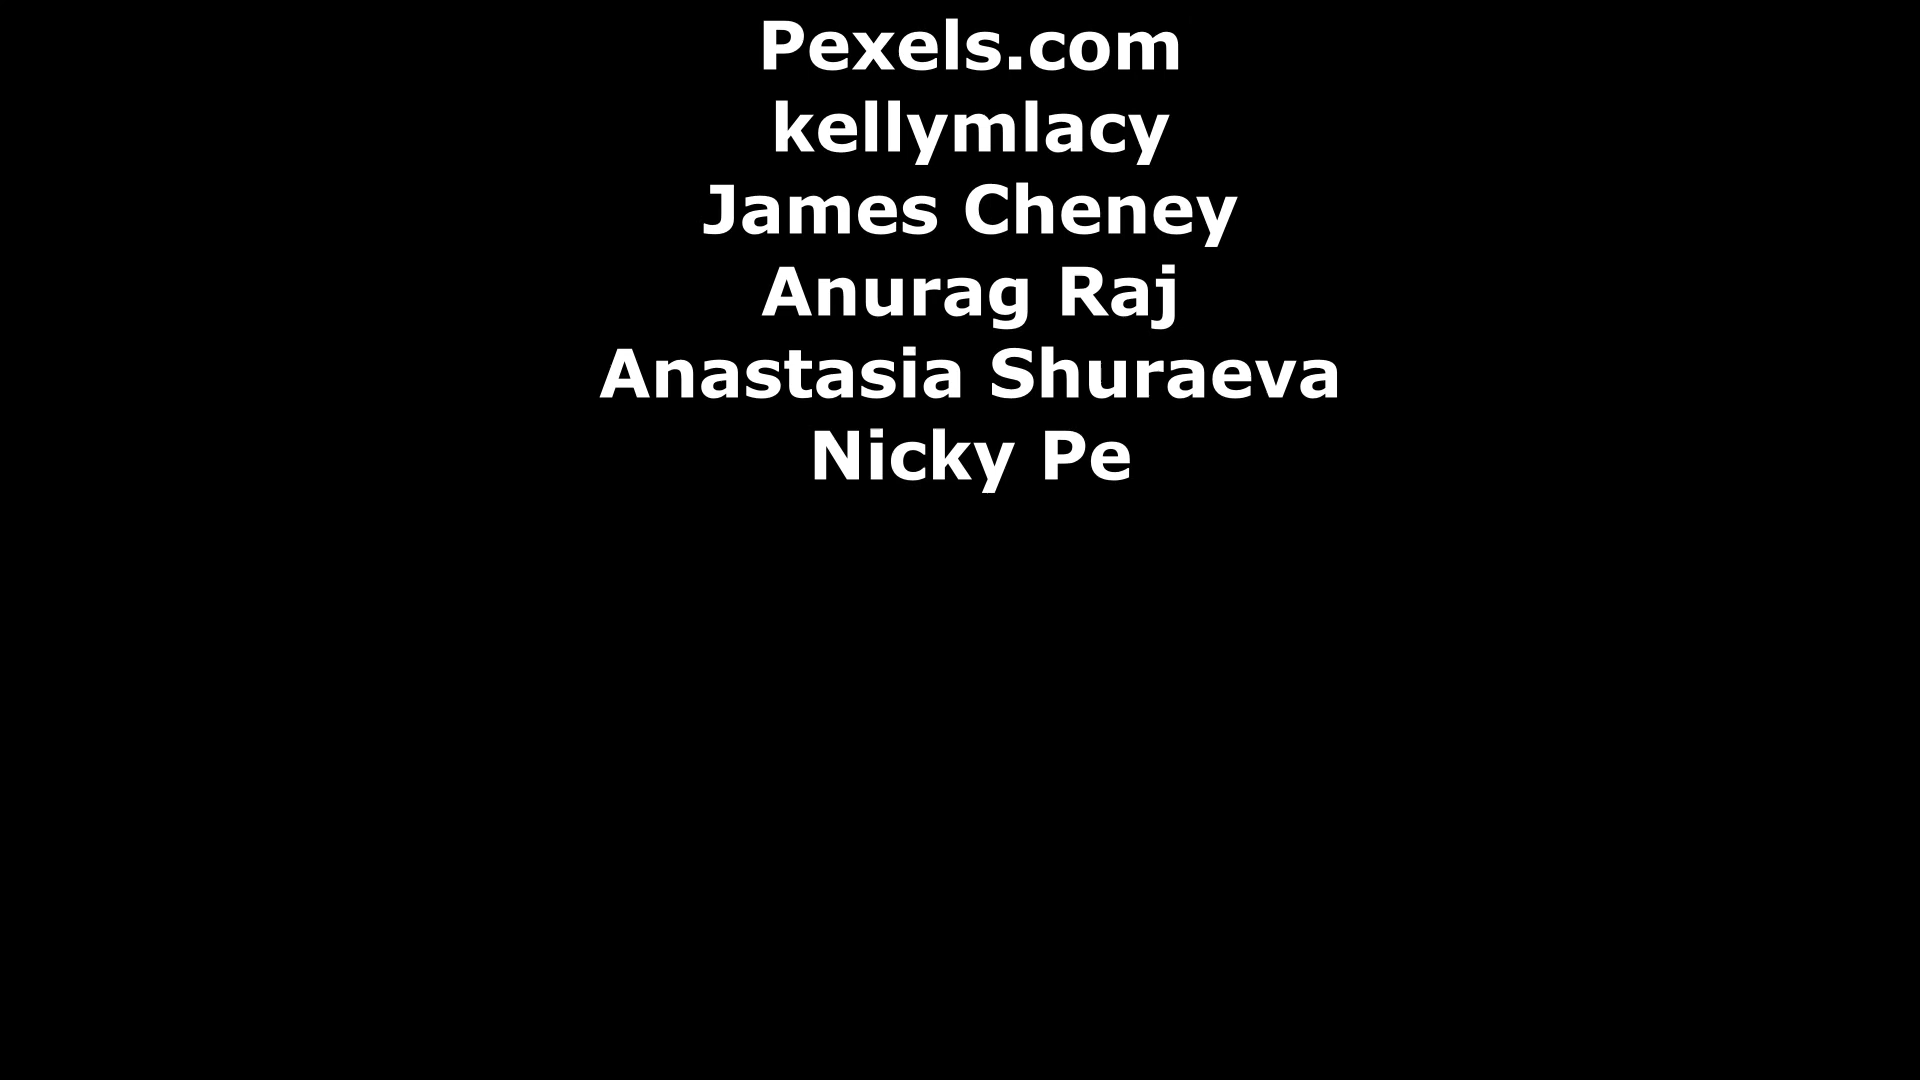 Pexels.com
kellymlacy
James Cheney
Anurag Raj
Anastasia Shuraeva
Nicky Pe